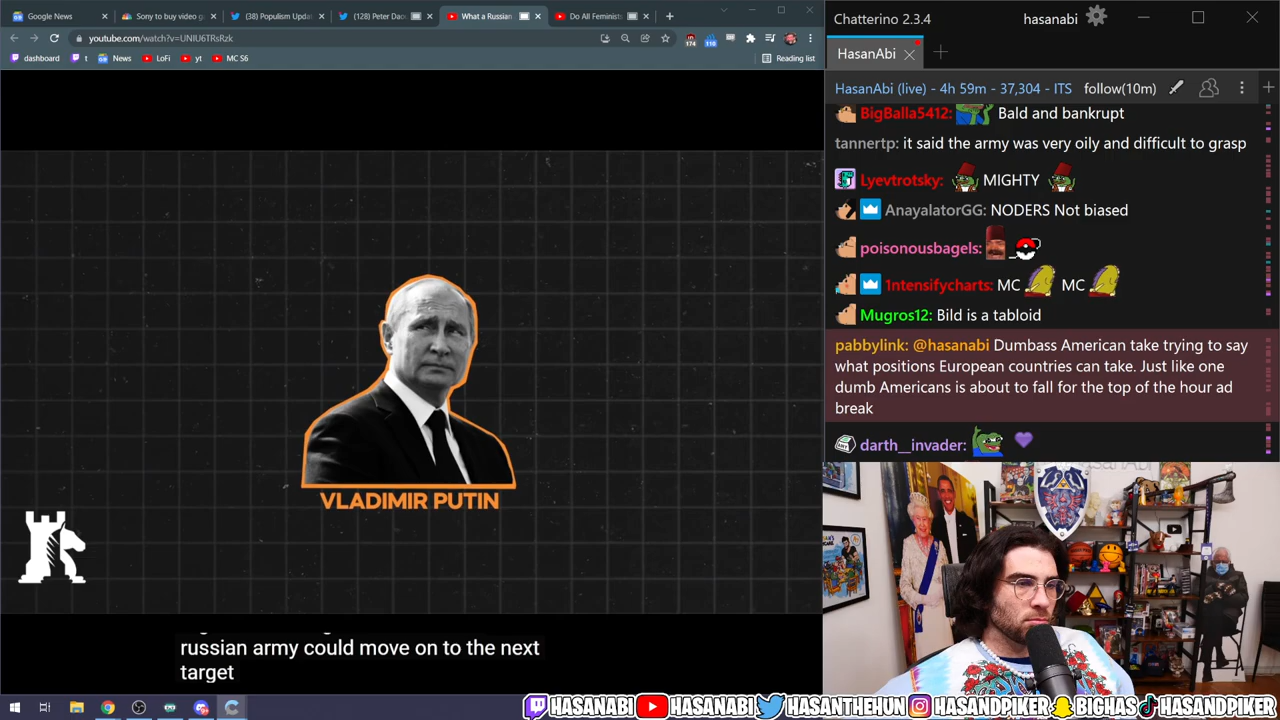 Google News
Sony to buy video g
(38) Populism Updat
(128) Peter Dao
What a Russian
Do All Feminist
Chatterino 2.3.4
hasanabi
youtube.com/watch?v=UNIU6TRsRzk
174
116
dashboard
t
News
LoFi
yt
MC S6
Reading list
HasanAbi
HasanAbi (live) - 4h 59m - 37,304 - ITS
follow(10m)
BigBalla5412: Bald and bankrupt
tannertp: it said the army was very oily and difficult to grasp
Lyevtrotsky: MIGHTY
AnayalatorGG: NODERS Not biased
poisonousbagels:
1ntensifycharts: MC MC
Mugros12: Bild is a tabloid
pabbylink: @hasanabi Dumbass American take trying to say
what positions European countries can take. Just like one
dumb Americans is about to fall for the top of the hour ad
break
darth__invader:
VLADIMIR PUTIN
russian army could move on to the next
target
HASANABI HASANABI HASANTHEHUN HASANPIKER BIGHAS HASANDPIKER